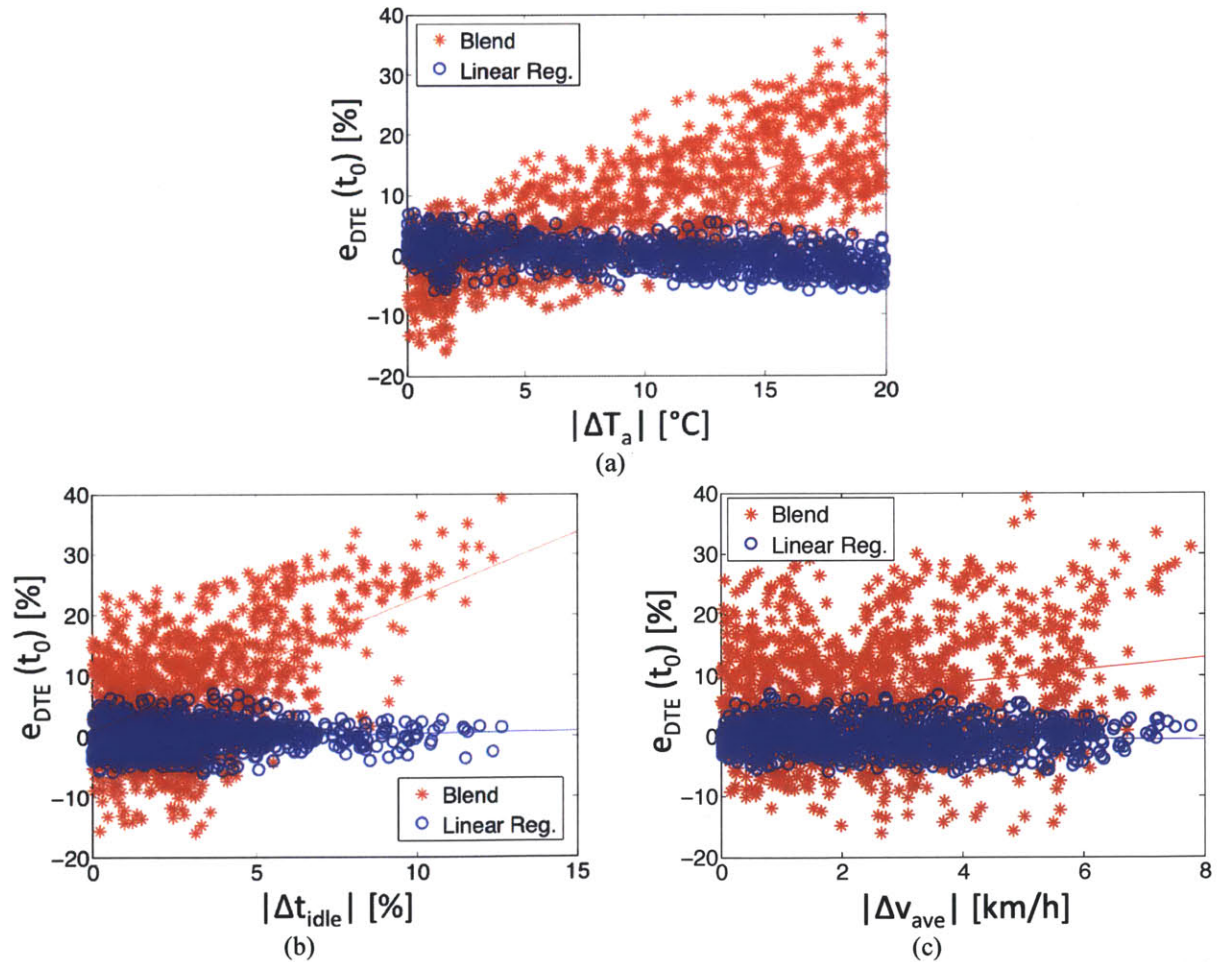 40
30
20
10
0
−10
−20
e_DTE (t_0) [%]
Blend
Linear Reg.
0 5 10 15 20
|ΔT_a| [°C]
(a)
40
30
20
10
0
−10
−20
e_DTE (t_0) [%]
Blend
Linear Reg.
0 5 10 15
|Δt_idle| [%]
(b)
40
30
20
10
0
−10
−20
e_DTE (t_0) [%]
Blend
Linear Reg.
0 2 4 6 8
|Δv_ave| [km/h]
(c)